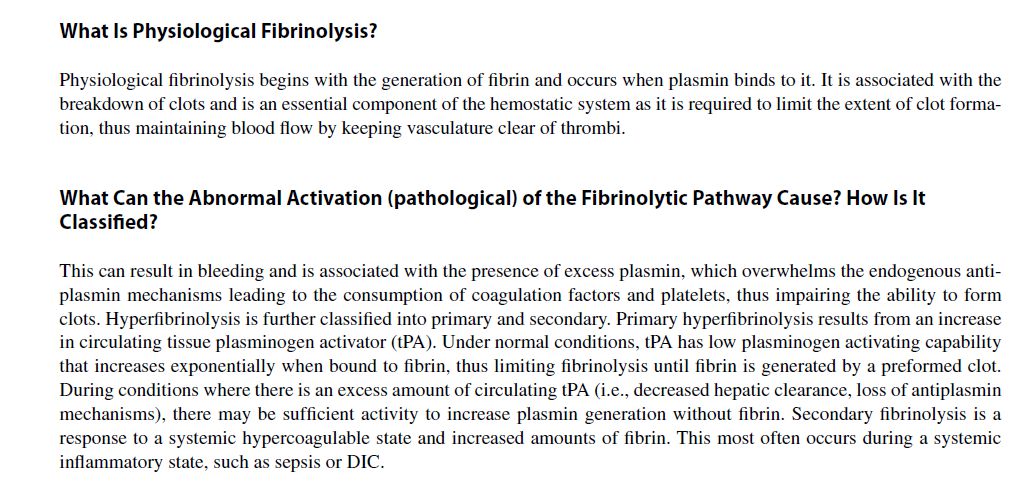 What Is Physiological Fibrinolysis?
Physiological fibrinolysis begins with the generation of fibrin and occurs when plasmin binds to it. It is associated with the
breakdown of clots and is an essential component of the hemostatic system as it is required to limit the extent of clot forma-
tion, thus maintaining blood flow by keeping vasculature clear of thrombi.
What Can the Abnormal Activation (pathological) of the Fibrinolytic Pathway Cause? How Is It
Classified?
This can result in bleeding and is associated with the presence of excess plasmin, which overwhelms the endogenous anti-
plasmin mechanisms leading to the consumption of coagulation factors and platelets, thus impairing the ability to form
clots. Hyperfibrinolysis is further classified into primary and secondary. Primary hyperfibrinolysis results from an increase
in circulating tissue plasminogen activator (tPA). Under normal conditions, tPA has low plasminogen activating capability
that increases exponentially when bound to fibrin, thus limiting fibrinolysis until fibrin is generated by a preformed clot.
During conditions where there is an excess amount of circulating tPA (i.e., decreased hepatic clearance, loss of antiplasmin
mechanisms), there may be sufficient activity to increase plasmin generation without fibrin. Secondary fibrinolysis is a
response to a systemic hypercoagulable state and increased amounts of fibrin. This most often occurs during a systemic
inflammatory state, such as sepsis or DIC.